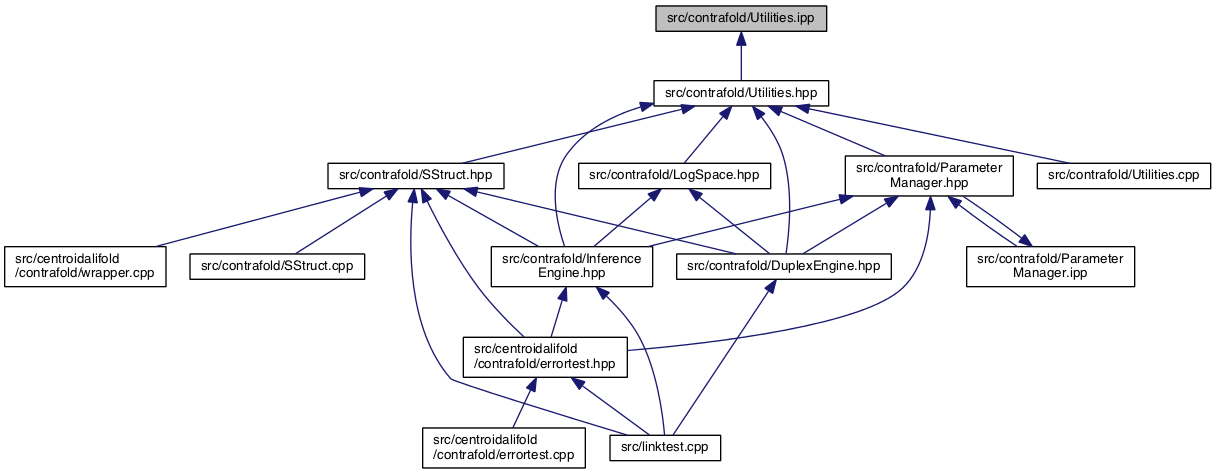 src/contrafold/Utilities.ipp
src/contrafold/Utilities.hpp
src/contrafold/SStruct.hpp
src/contrafold/LogSpace.hpp
src/contrafold/Parameter
Manager.hpp
src/contrafold/Utilities.cpp
src/centroidalifold
/contrafold/wrapper.cpp
src/contrafold/SStruct.cpp
src/contrafold/Inference
Engine.hpp
src/contrafold/DuplexEngine.hpp
src/contrafold/Parameter
Manager.ipp
src/centroidalifold
/contrafold/errortest.hpp
src/centroidalifold
/contrafold/errortest.cpp
src/linktest.cpp